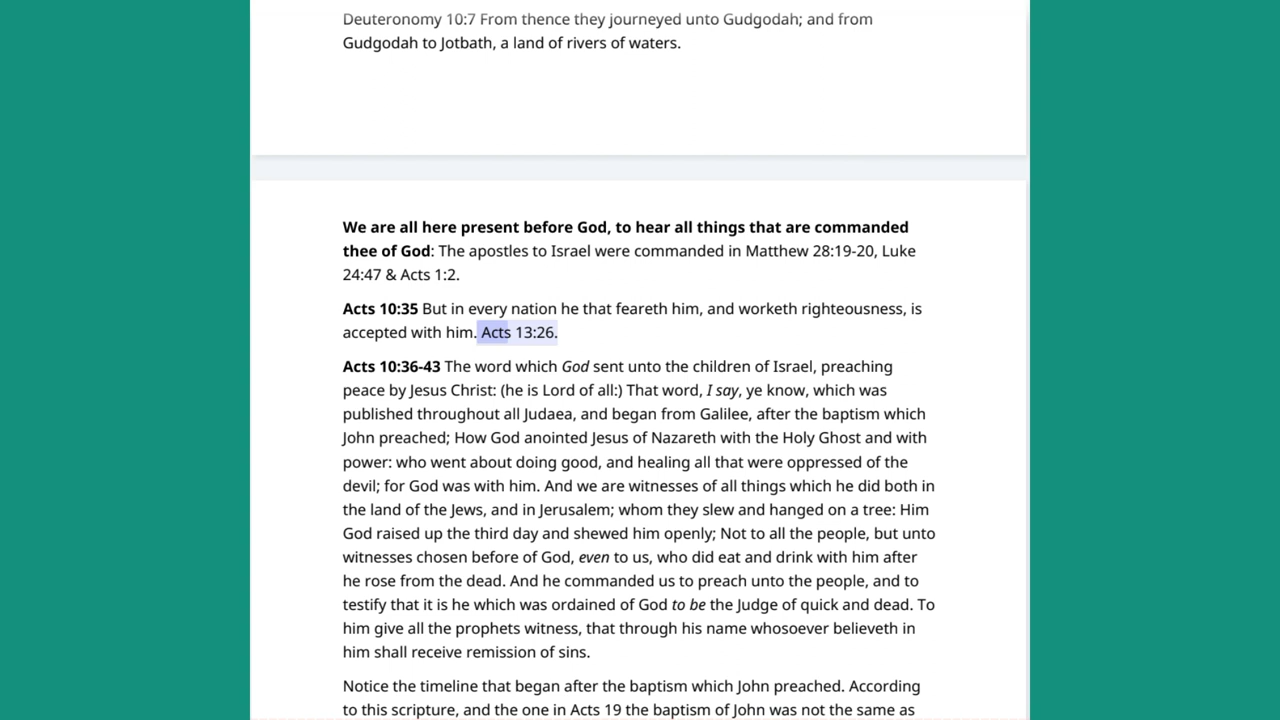 Deuteronomy 10:7 From thence they journeyed unto Gudgodah; and from
Gudgodah to Jotbath, a land of rivers of waters.
We are all here present before God, to hear all things that are commanded
thee of God: The apostles to Israel were commanded in Matthew 28:19-20, Luke
24:47 & Acts 1:2.
Acts 10:35 But in every nation he that feareth him, and worketh righteousness, is
accepted with him. Acts 13:26.
Acts 10:36-43 The word which God sent unto the children of Israel, preaching
peace by Jesus Christ: (he is Lord of all:) That word, I say, ye know, which was
published throughout all Judaea, and began from Galilee, after the baptism which
John preached; How God anointed Jesus of Nazareth with the Holy Ghost and with
power: who went about doing good, and healing all that were oppressed of the
devil; for God was with him. And we are witnesses of all things which he did both in
the land of the Jews, and in Jerusalem; whom they slew and hanged on a tree: Him
God raised up the third day and shewed him openly; Not to all the people, but unto
witnesses chosen before of God, even to us, who did eat and drink with him after
he rose from the dead. And he commanded us to preach unto the people, and to
testify that it is he which was ordained of God to be the Judge of quick and dead. To
him give all the prophets witness, that through his name whosoever believeth in
him shall receive remission of sins.
Notice the timeline that began after the baptism which John preached. According
to this scripture, and the one in Acts 19 the baptism of John was not the same as